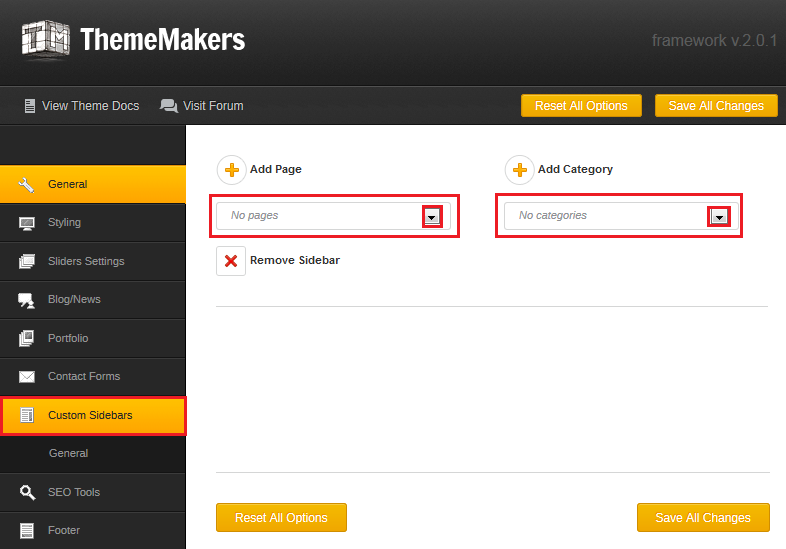 ThemeMakers
framework v.2.0.1
View Theme Docs
Visit Forum
Reset All Options
Save All Changes
General
Styling
Sliders Settings
Blog/News
Portfolio
Contact Forms
Custom Sidebars
General
SEO Tools
Footer
Add Page
Add Category
No pages
No categories
Remove Sidebar
Reset All Options
Save All Changes